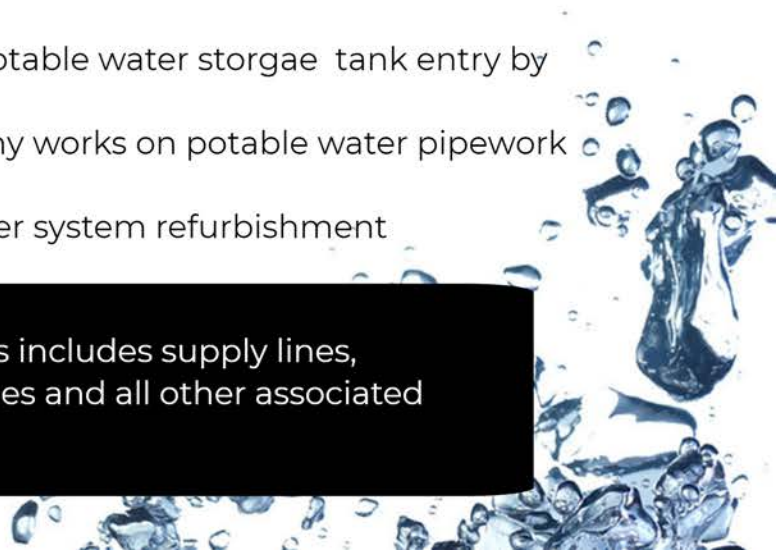 otable water storgae  tank entry by
ny works on potable water pipework
er system refurbishment
s includes supply lines,
es and all other associated